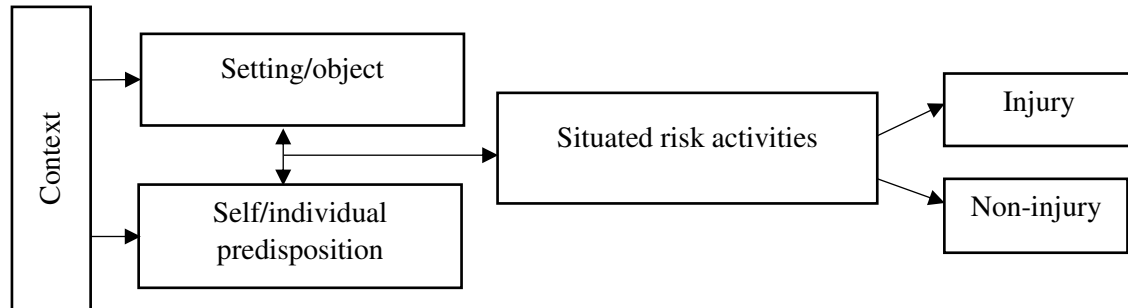 Context
Setting/object
Self/individual
predisposition
Situated risk activities
Injury
Non-injury